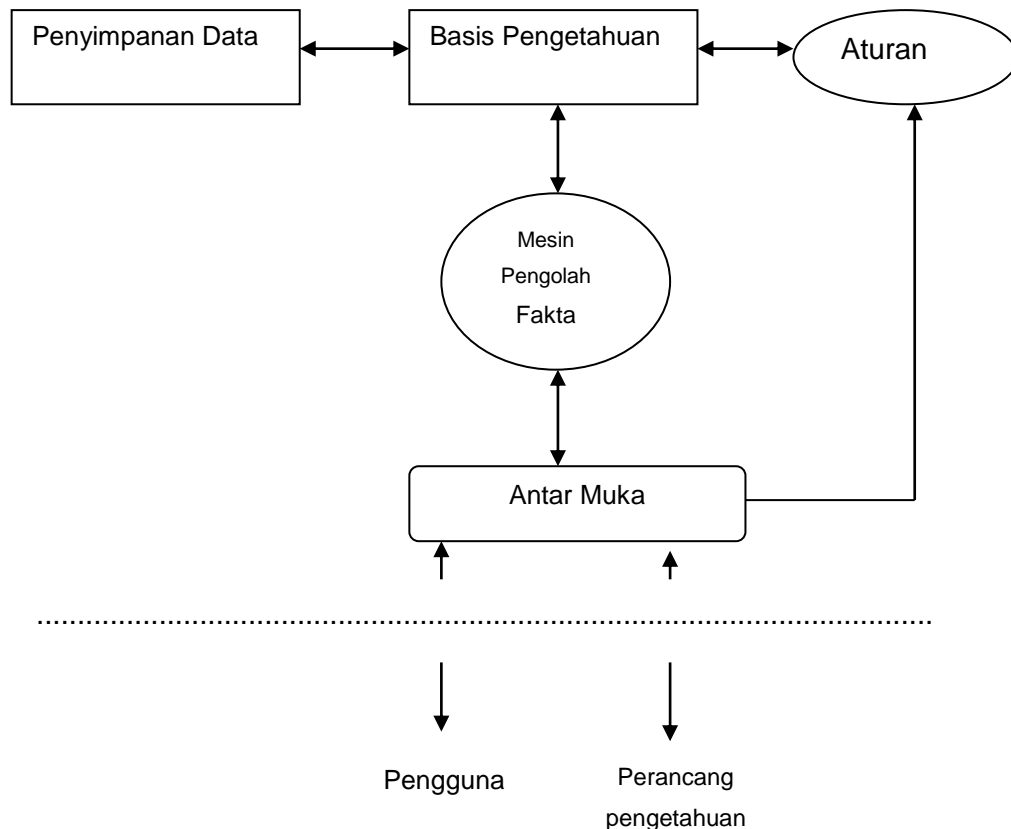 Penyimpanan Data
Basis Pengetahuan
Aturan
Mesin
Pengolah
Fakta
Antar Muka
Pengguna
Perancang
pengetahuan